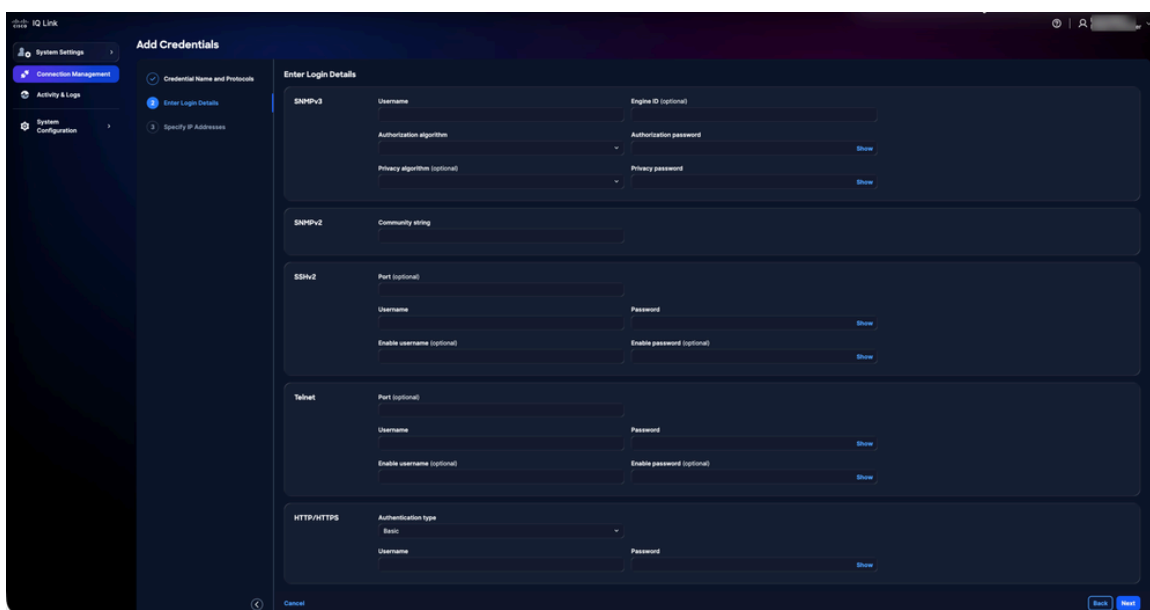 CISCO IQ Link
Add Credentials
System Settings
Connection Management
Activity & Logs
System
Configuration
Credential Name and Protocols
2 Enter Login Details
3 Specify IP Addresses
Enter Login Details
SNMPv3
Username Engine ID (optional)
Authorization algorithm Authorization password
Show
Privacy algorithm (optional) Privacy password
Show
SNMPv2 Community string
SSHv2 Port (optional)
Username Password
Show
Enable username (optional) Enable password (optional)
Show
Telnet Port (optional)
Username Password
Show
Enable username (optional) Enable password (optional)
Show
HTTP/HTTPS Authentication type
Basic
Username Password
Show
Cancel Back Next